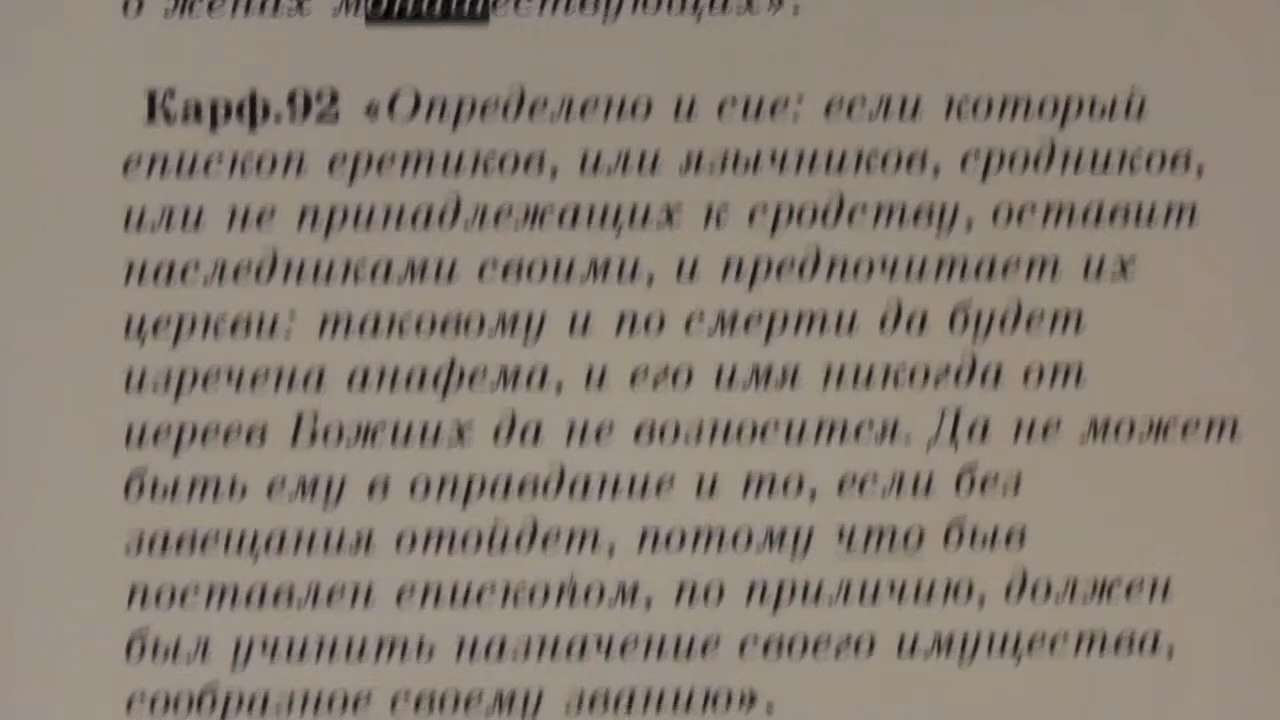 о женах монашествующих».
Карф.92 «Определено и сие: если который
епископ еретиков, или язычников, сродников,
или не принадлежащих к сродству, оставит
наследниками своими, и предпочитает их
церкви: таковому и по смерти да будет
изречена анафема, и его имя никогда от
иереев Божиих да не возносится. Да не может
быть ему в оправдание и то, если без
завещания отойдет, потому что быв
поставлен епископом, по приличию, должен
был учинить назначение своего имущества,
сообразное своему званию».